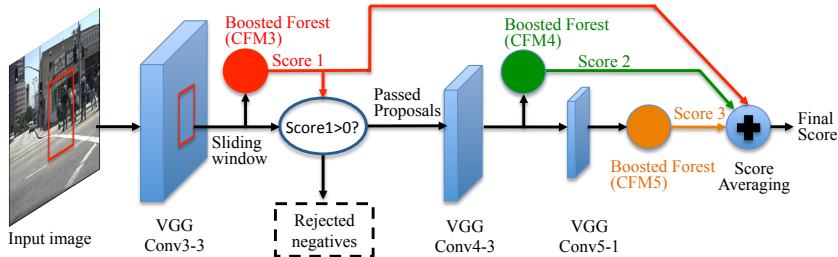 Boosted Forest
(CFM3)
Score 1
Boosted Forest
(CFM4)
Score 2
Passed
Proposals
Score1>0?
Sliding
window
Score 3
Final
Score
Boosted Forest
(CFM5)
Score
Averaging
Rejected
negatives
Input image
VGG
Conv3-3
VGG
Conv4-3
VGG
Conv5-1